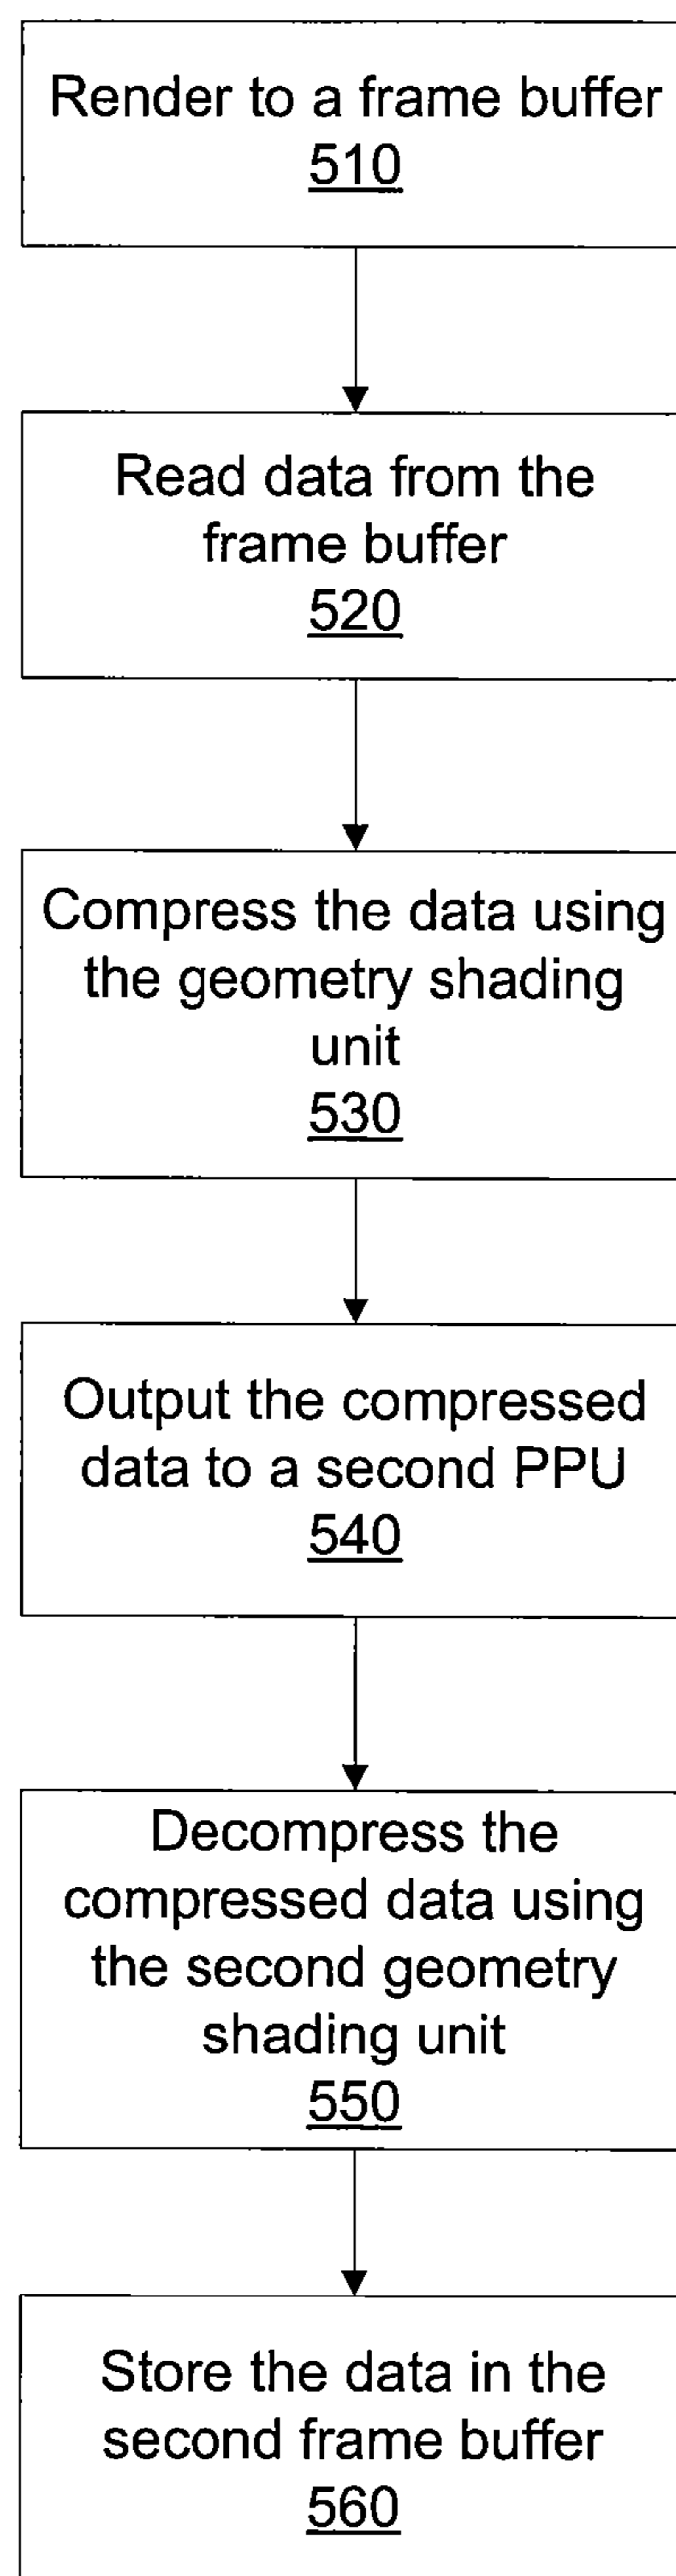 Render to a frame buffer
510
Read data from the
frame buffer
520
Compress the data using
the geometry shading
unit
530
Output the compressed
data to a second PPU
540
Decompress the
compressed data using
the second geometry
shading unit
550
Store the data in the
second frame buffer
560